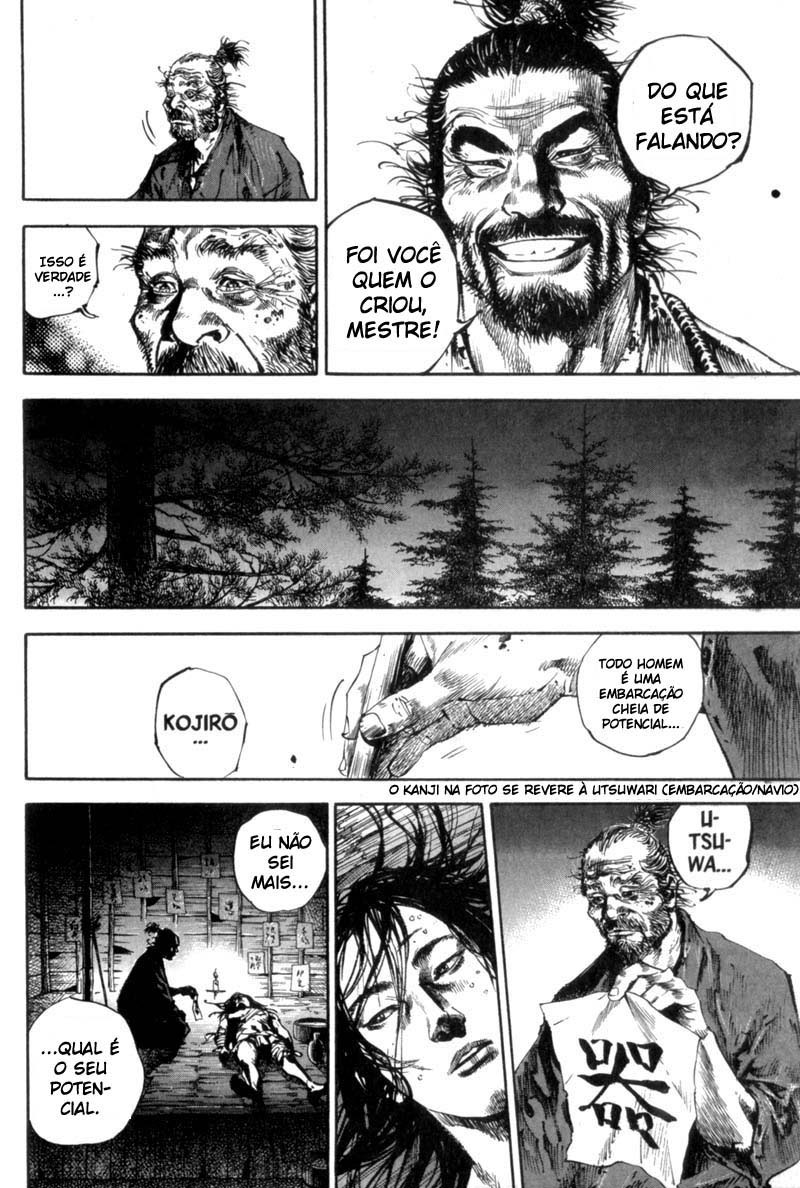 DO QUE
ESTÁ
FALANDO?
FOI VOCÊ
QUEM O
CRIOU,
MESTRE!
ISSO É
VERDADE
...?
TODO HOMEM
É UMA
EMBARCAÇÃO
CHEIA DE
POTENCIAL...
KOJIRŌ
...
O KANJI NA FOTO SE REVERE À UTSUWARI (EMBARCAÇÃO/NAVIO)
U-
TSU-
WA...
器
EU NÃO
SEI
MAIS...
...QUAL É
O SEU
POTEN-
CIAL.